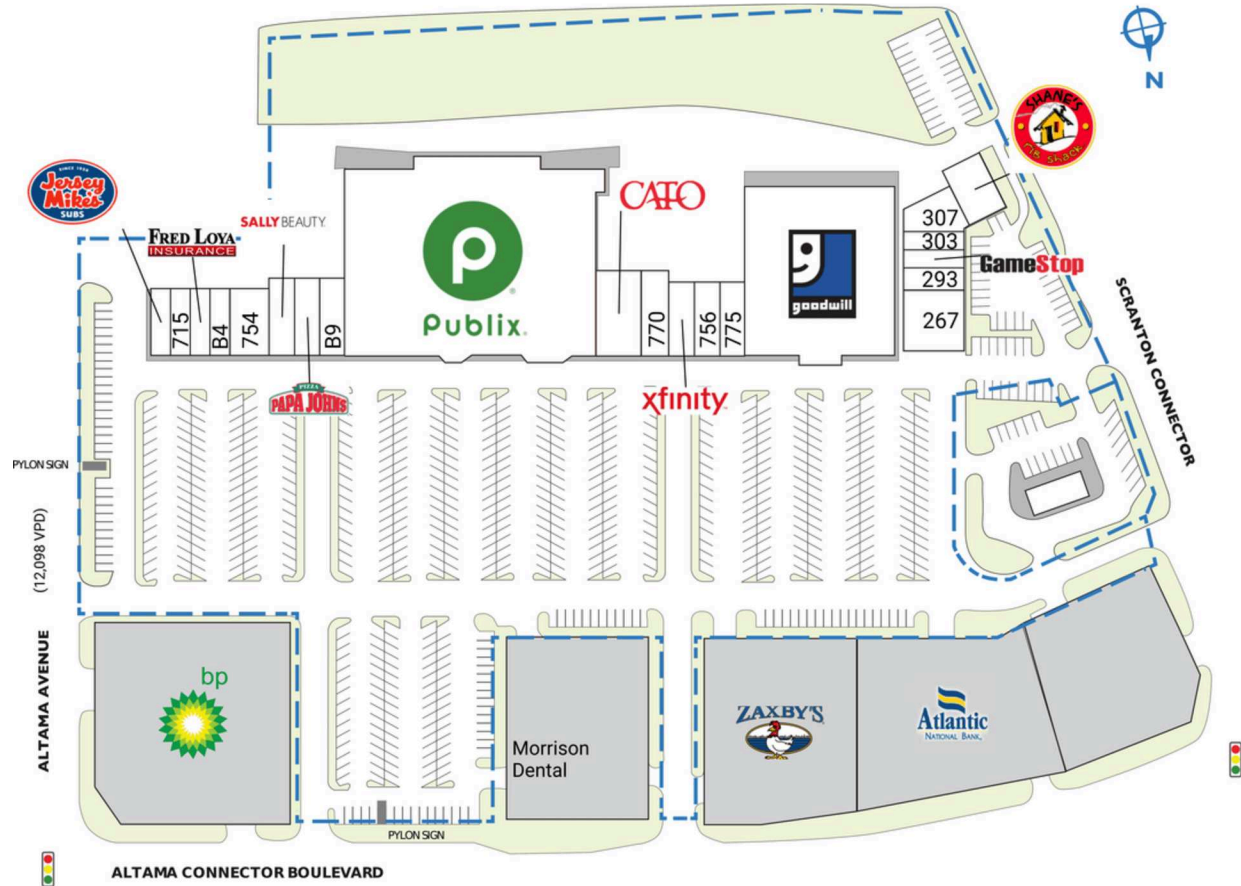 N
SHANE'S
rib shack
SINCE 1956
Jersey
Mike's
SUBS
FRED LOYA
INSURANCE
SALLY BEAUTY
CATO
P
Publix
goodwill
307
303
GameStop
293
267
715
B4
754
B9
770
756
775
PIZZA
PAPA JOHNS
xfinity
SCRANTON CONNECTOR
PYLON SIGN
(12,098 VPD)
ALTAMA AVENUE
bp
Morrison
Dental
ZAXBY'S
Atlantic
NATIONAL BANK
PYLON SIGN
ALTAMA CONNECTOR BOULEVARD